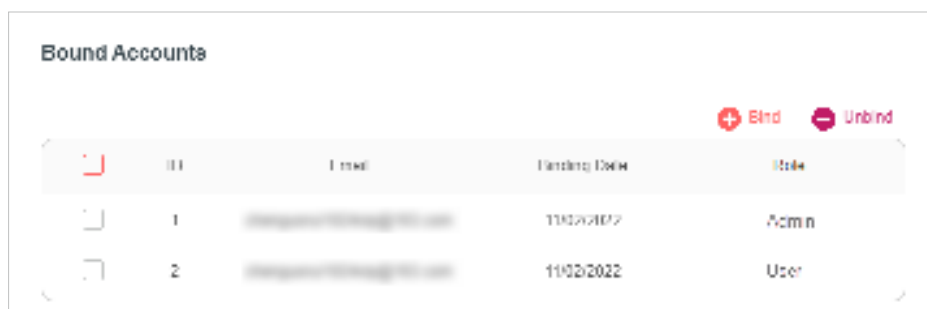 Bound Accounts
Bind Unbind
ID Email Binding Date Role
1 11/02/2022 Admin
2 11/02/2022 User